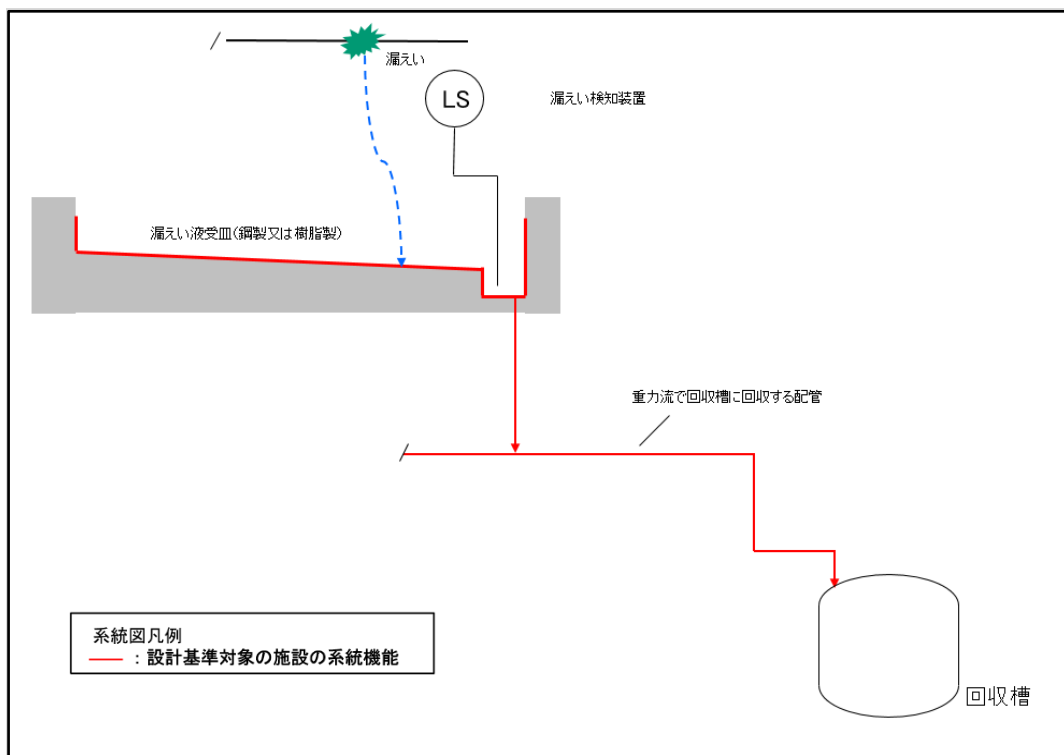 漏えい
LS
漏えい検知装置
漏えい液受皿(鋼製又は樹脂製)
重力流で回収槽に回収する配管
系統図凡例
：設計基準対象の施設の系統機能
回収槽